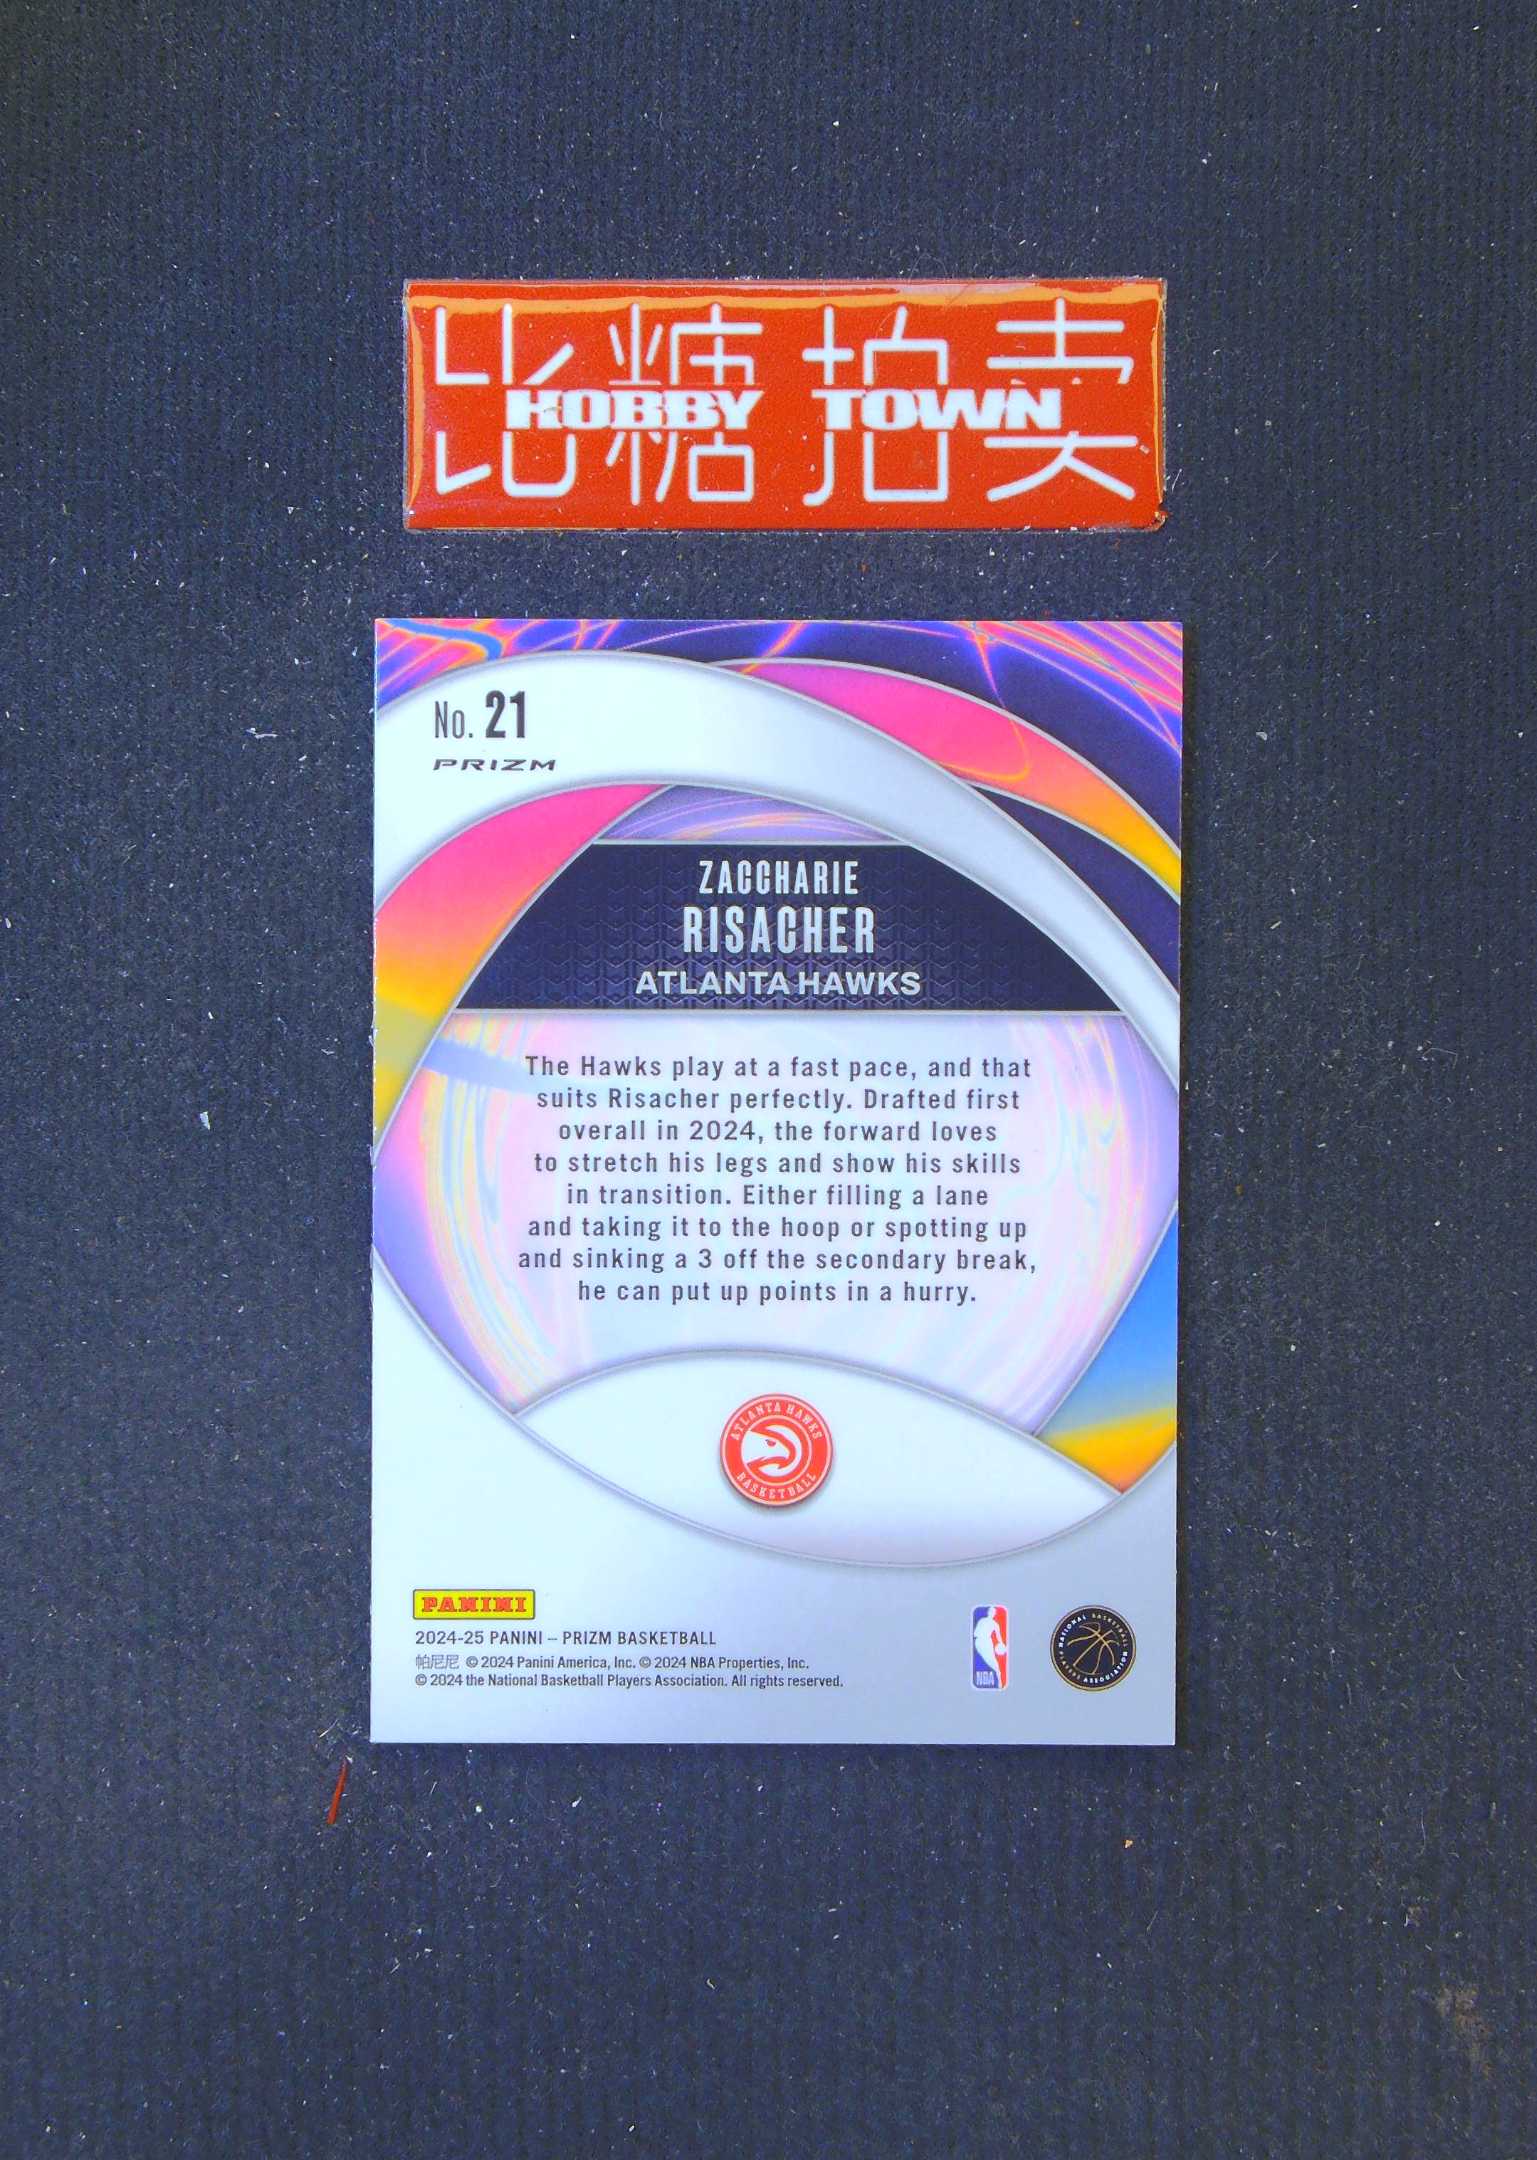 比糖拍卖
HOBBY TOWN
No. 21
PRIZM
ZACCHARIE
RISACHER
ATLANTA HAWKS
The Hawks play at a fast pace, and that
suits Risacher perfectly. Drafted first
overall in 2024, the forward loves
to stretch his legs and show his skills
in transition. Either filling a lane
and taking it to the hoop or spotting up
and sinking a 3 off the secondary break,
he can put up points in a hurry.
ATLANTA HAWKS
BASKETBALL
PANINI
2024-25 PANINI – PRIZM BASKETBALL
帕尼尼 © 2024 Panini America, Inc. © 2024 NBA Properties, Inc.
© 2024 the National Basketball Players Association. All rights reserved.
NBA
NATIONAL BASKETBALL
PLAYERS ASSOCIATION